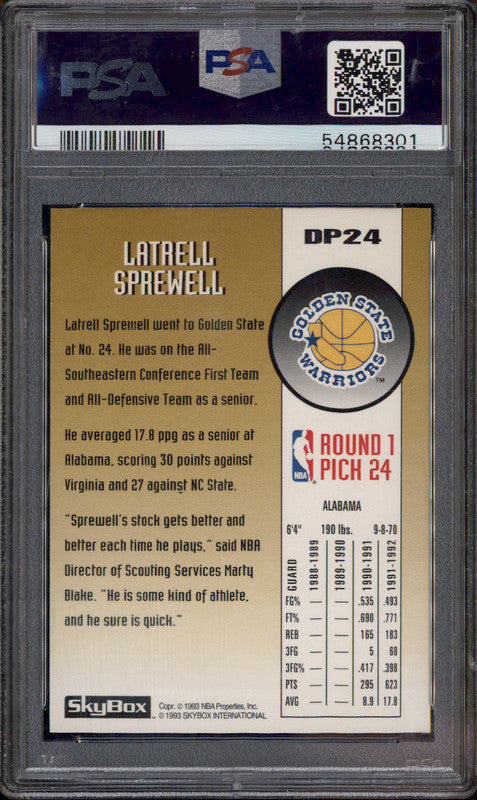 PSA
PSA
54868301
LATRELL
SPREWELL
Latrell Sprewell went to Golden State
at No. 24. He was on the All-
Southeastern Conference First Team
and All-Defensive Team as a senior.
He averaged 17.8 ppg as a senior at
Alabama, scoring 30 points against
Virginia and 27 against NC State.
"Sprewell's stock gets better and
better each time he plays," said NBA
Director of Scouting Services Marty
Blake. "He is some kind of athlete,
and he sure is quick."
SkyBox™
Copr. © 1993 NBA Properties, Inc.
© 1993 SKYBOX INTERNATIONAL
DP24
GOLDEN STATE
WARRIORS
™
NBA®
ROUND 1
PICK 24
ALABAMA
6'4" 190 lbs. 9-8-70
GUARD 1988-1989 1989-1990 1990-1991 1991-1992
FG% — — .535 .493
FT% — — .690 .771
REB — — 165 183
3FG — — 5 68
3FG% — — .417 .398
PTS — — 295 623
AVG — — 8.9 17.8